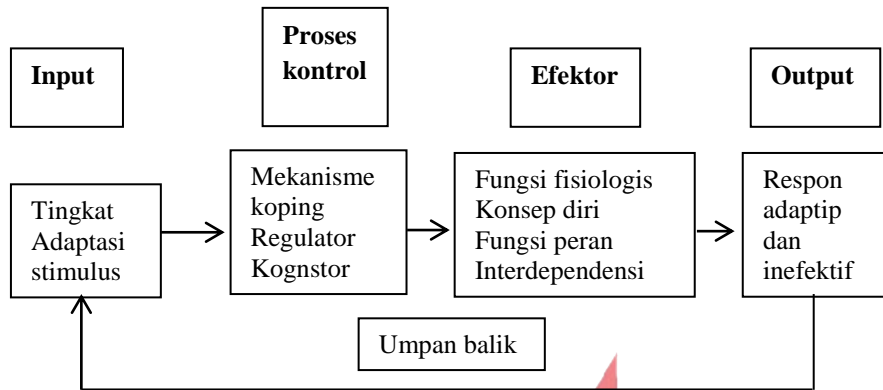 Input
Proses
kontrol
Efektor
Output
Tingkat
Adaptasi
stimulus
Mekanisme
koping
Regulator
Kognstor
Fungsi fisiologis
Konsep diri
Fungsi peran
Interdependensi
Respon
adaptip
dan
inefektif
Umpan balik